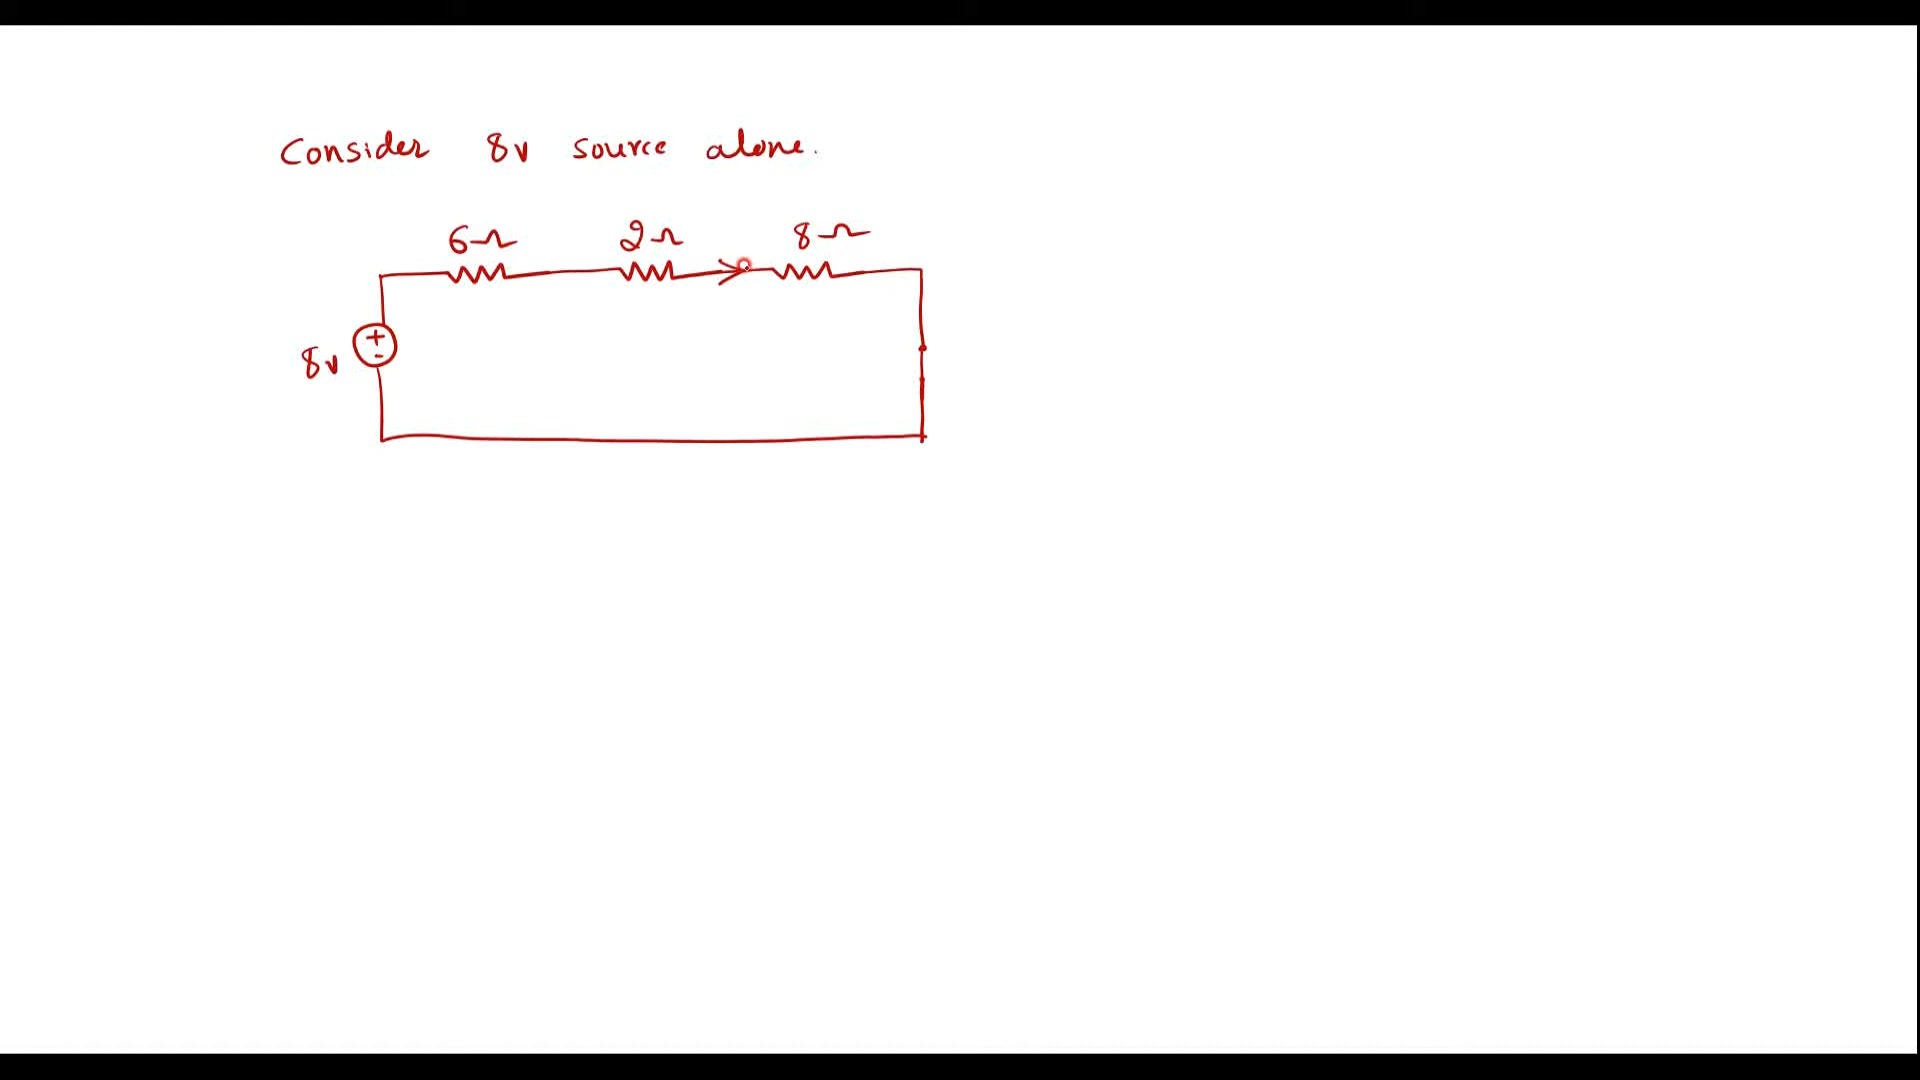 Consider 8v source alone.
6Ω 2Ω 8Ω
+
-
8v